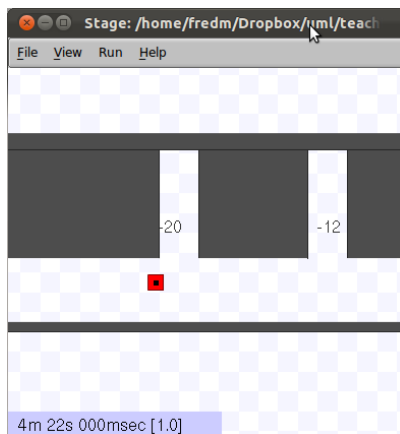 Stage: /home/fredm/Dropbox/uml/teach
File View Run Help
-20 -12
4m 22s 000msec [1.0]